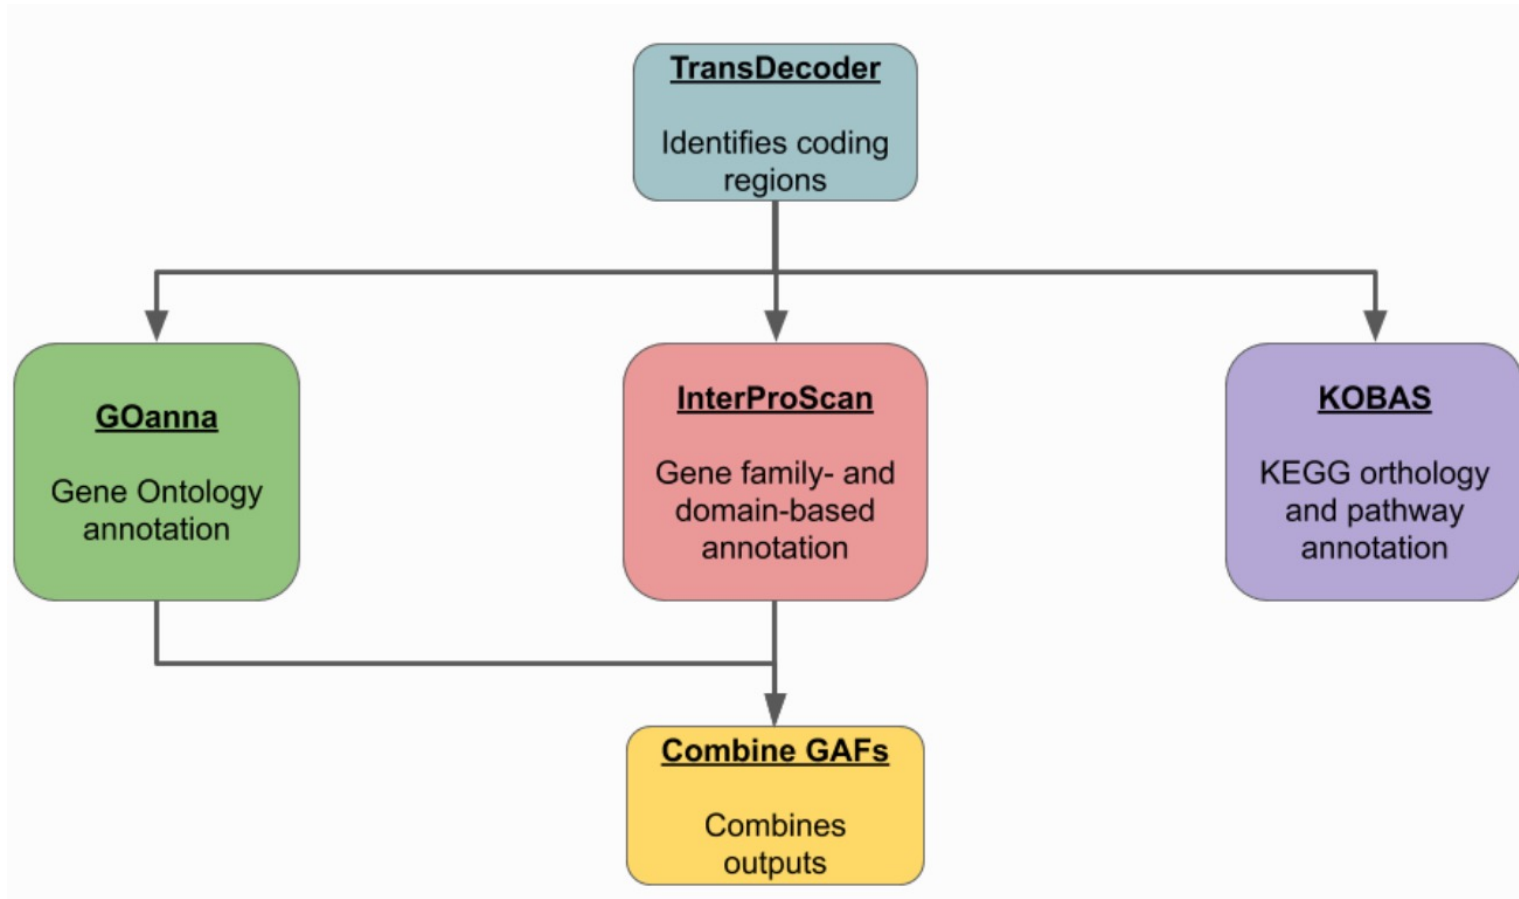 TransDecoder
Identifies coding
regions
GOanna
Gene Ontology
annotation
InterProScan
Gene family- and
domain-based
annotation
KOBAS
KEGG orthology
and pathway
annotation
Combine GAFs
Combines
outputs